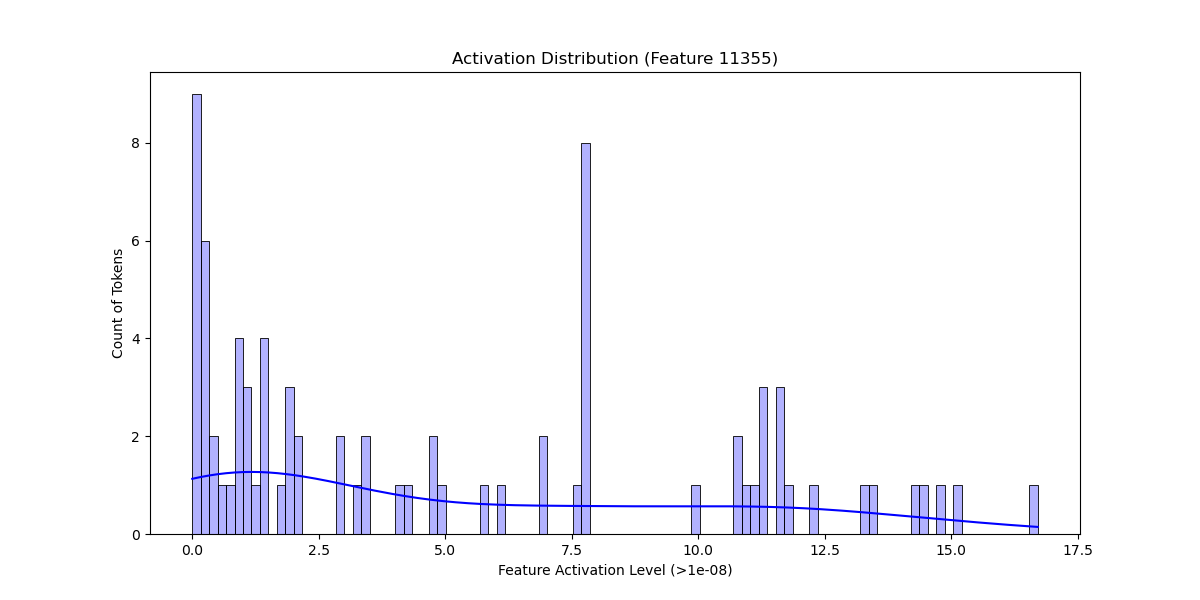 Activation Distribution (Feature 11355)
Count of Tokens
8
6
4
2
0
0.0 2.5 5.0 7.5 10.0 12.5 15.0 17.5
Feature Activation Level (>1e-08)